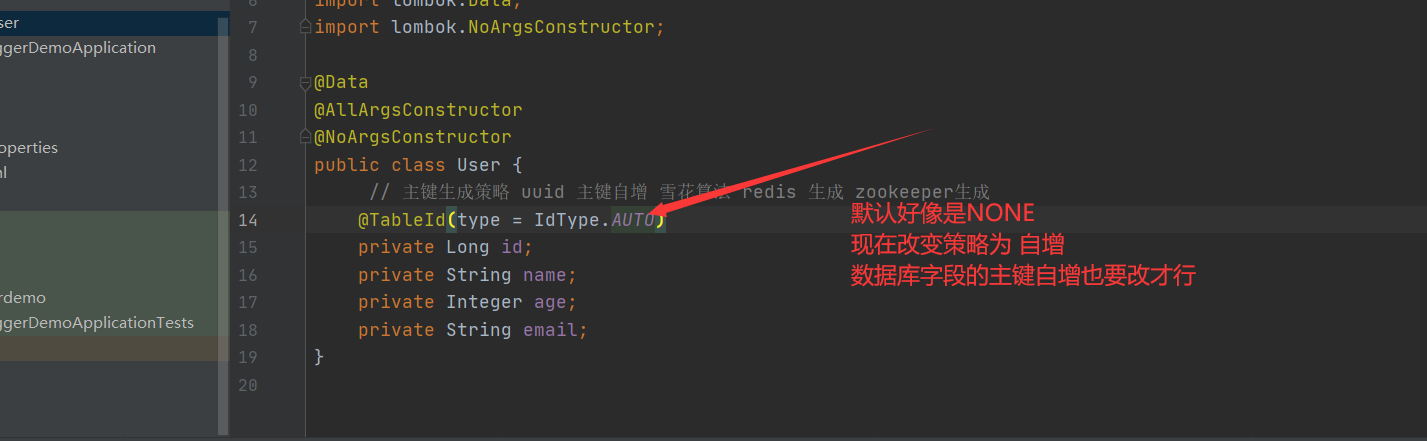 ser
ggerDemoApplication
operties
ml
rdemo
ggerDemoApplicationTests
6 import lombok.Data;
7 import lombok.NoArgsConstructor;
8
9 @Data
10 @AllArgsConstructor
11 @NoArgsConstructor
12 public class User {
13 // 主键生成策略 uuid 主键自增 雪花算法 redis 生成 zookeeper生成
14 @TableId(type = IdType.AUTO)
15 private Long id;
16 private String name;
17 private Integer age;
18 private String email;
19 }
20
默认好像是NONE
现在改变策略为 自增
数据库字段的主键自增也要改才行